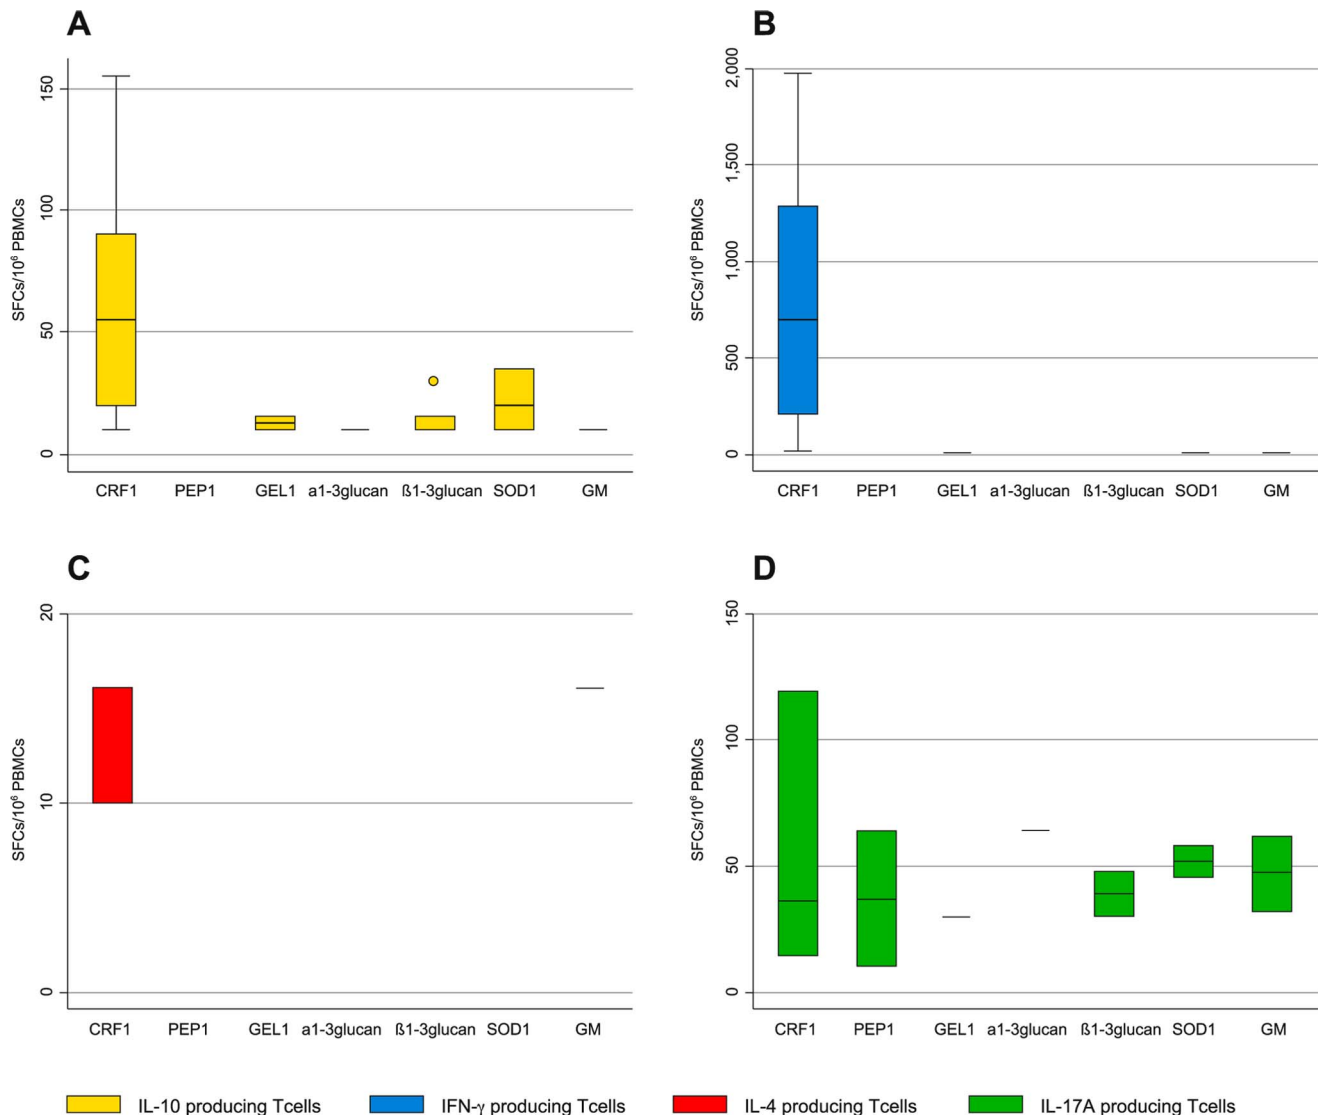 A
SFCs/10⁶ PBMCs
150
100
50
0
CRF1 PEP1 GEL1 a1-3glucan ß1-3glucan SOD1 GM
B
SFCs/10⁶ PBMCs
2,000
1,500
1,000
500
0
CRF1 PEP1 GEL1 a1-3glucan ß1-3glucan SOD1 GM
C
SFCs/10⁶ PBMCs
20
10
0
CRF1 PEP1 GEL1 a1-3glucan ß1-3glucan SOD1 GM
D
SFCs/10⁶ PBMCs
150
100
50
0
CRF1 PEP1 GEL1 a1-3glucan ß1-3glucan SOD1 GM
IL-10 producing Tcells IFN-γ producing Tcells IL-4 producing Tcells IL-17A producing Tcells